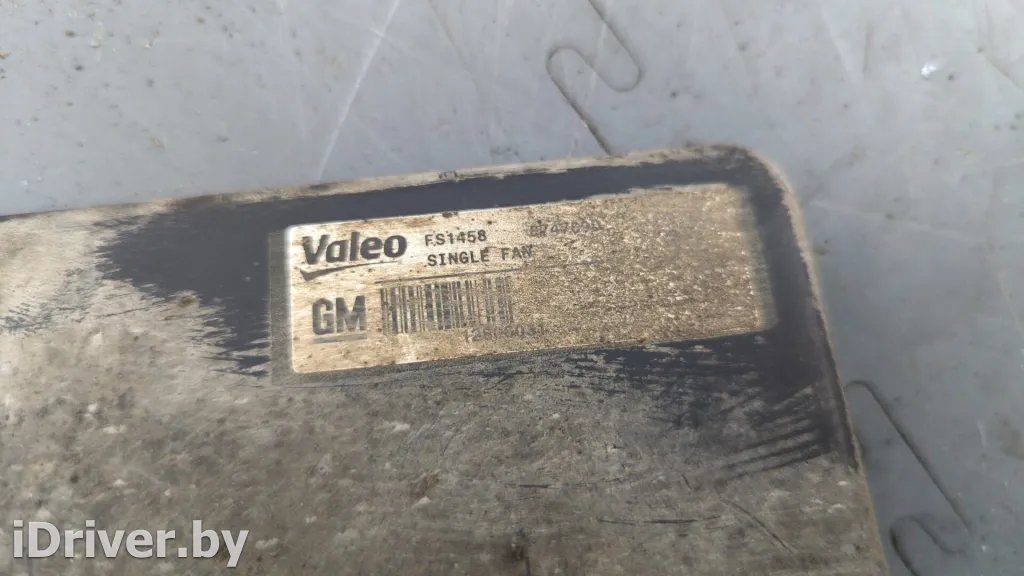 Valeo FS1458
SINGLE FAN
GM
iDriver.by